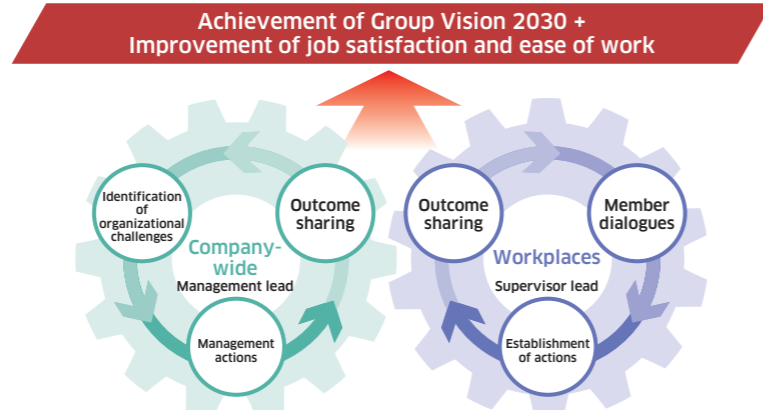 Achievement of Group Vision 2030 +
Improvement of job satisfaction and ease of work
Identification
of
organizational
challenges
Outcome
sharing
Company-
wide
Management lead
Management
actions
Outcome
sharing
Member
dialogues
Workplaces
Supervisor lead
Establishment
of actions